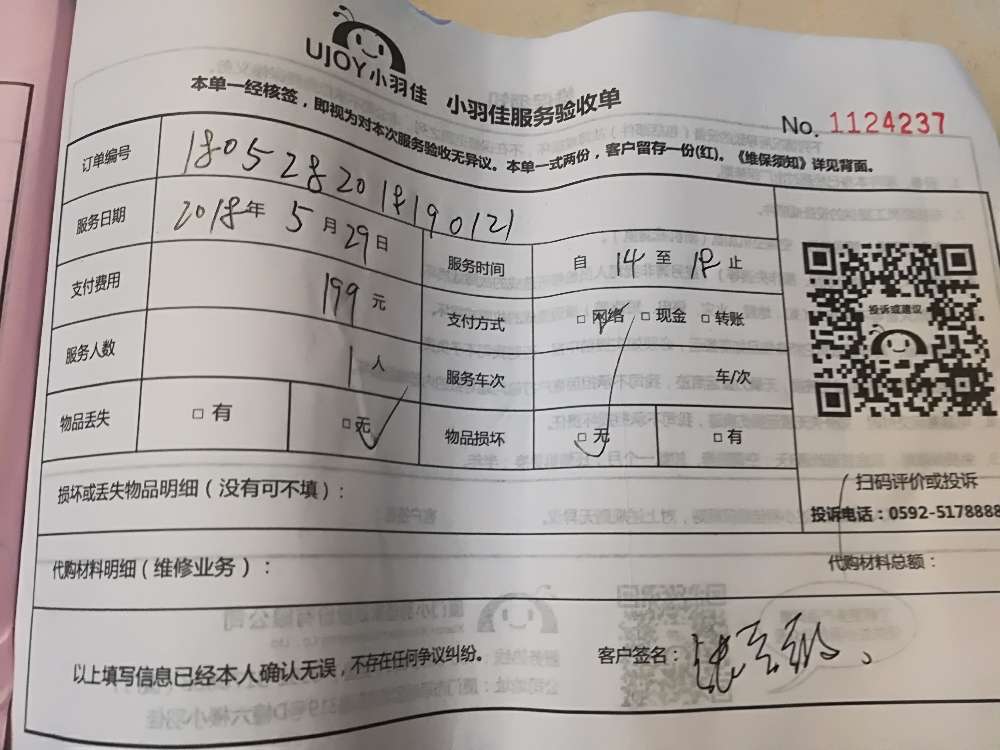 UJOY小羽佳 小羽佳服务验收单
本单一经核签，即视为对本次服务验收无异议。本单一式两份，客户留存一份(红)。《维保须知》详见背面。
No. 1124237
订单编号 1805282018190121
服务日期 2018年 5月29日 服务时间 自 14 至 18 止
支付费用 199元 支付方式 □ 网络 □ 现金 □ 转账
服务人数 1人 服务车次 车/次
物品丢失 □ 有 □ 无 物品损坏 □ 无 □ 有
投诉或建议
扫码评价或投诉
投诉电话：0592-5178888
损坏或丢失物品明细（没有可不填）：
代购材料明细（维修业务）： 代购材料总额：
以上填写信息已经本人确认无误，不存在任何争议纠纷。 客户签名：